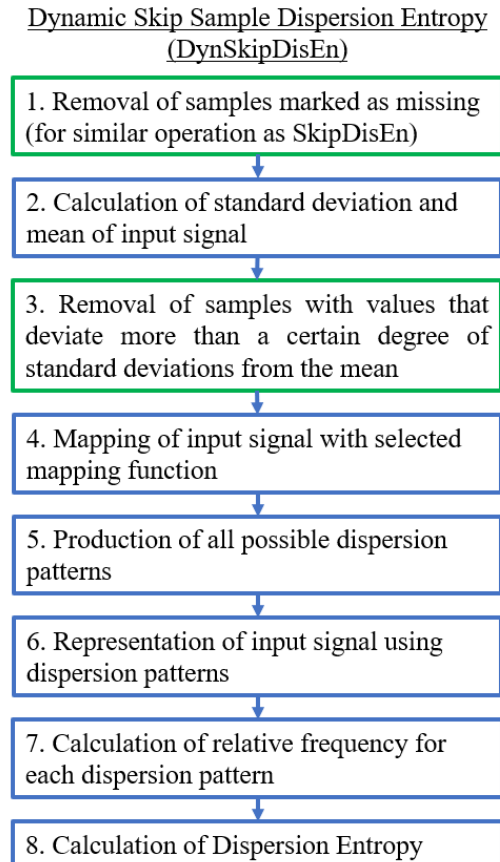 Dynamic Skip Sample Dispersion Entropy
(DynSkipDisEn)
1. Removal of samples marked as missing
(for similar operation as SkipDisEn)
2. Calculation of standard deviation and
mean of input signal
3. Removal of samples with values that
deviate more than a certain degree of
standard deviations from the mean
4. Mapping of input signal with selected
mapping function
5. Production of all possible dispersion
patterns
6. Representation of input signal using
dispersion patterns
7. Calculation of relative frequency for
each dispersion pattern
8. Calculation of Dispersion Entropy